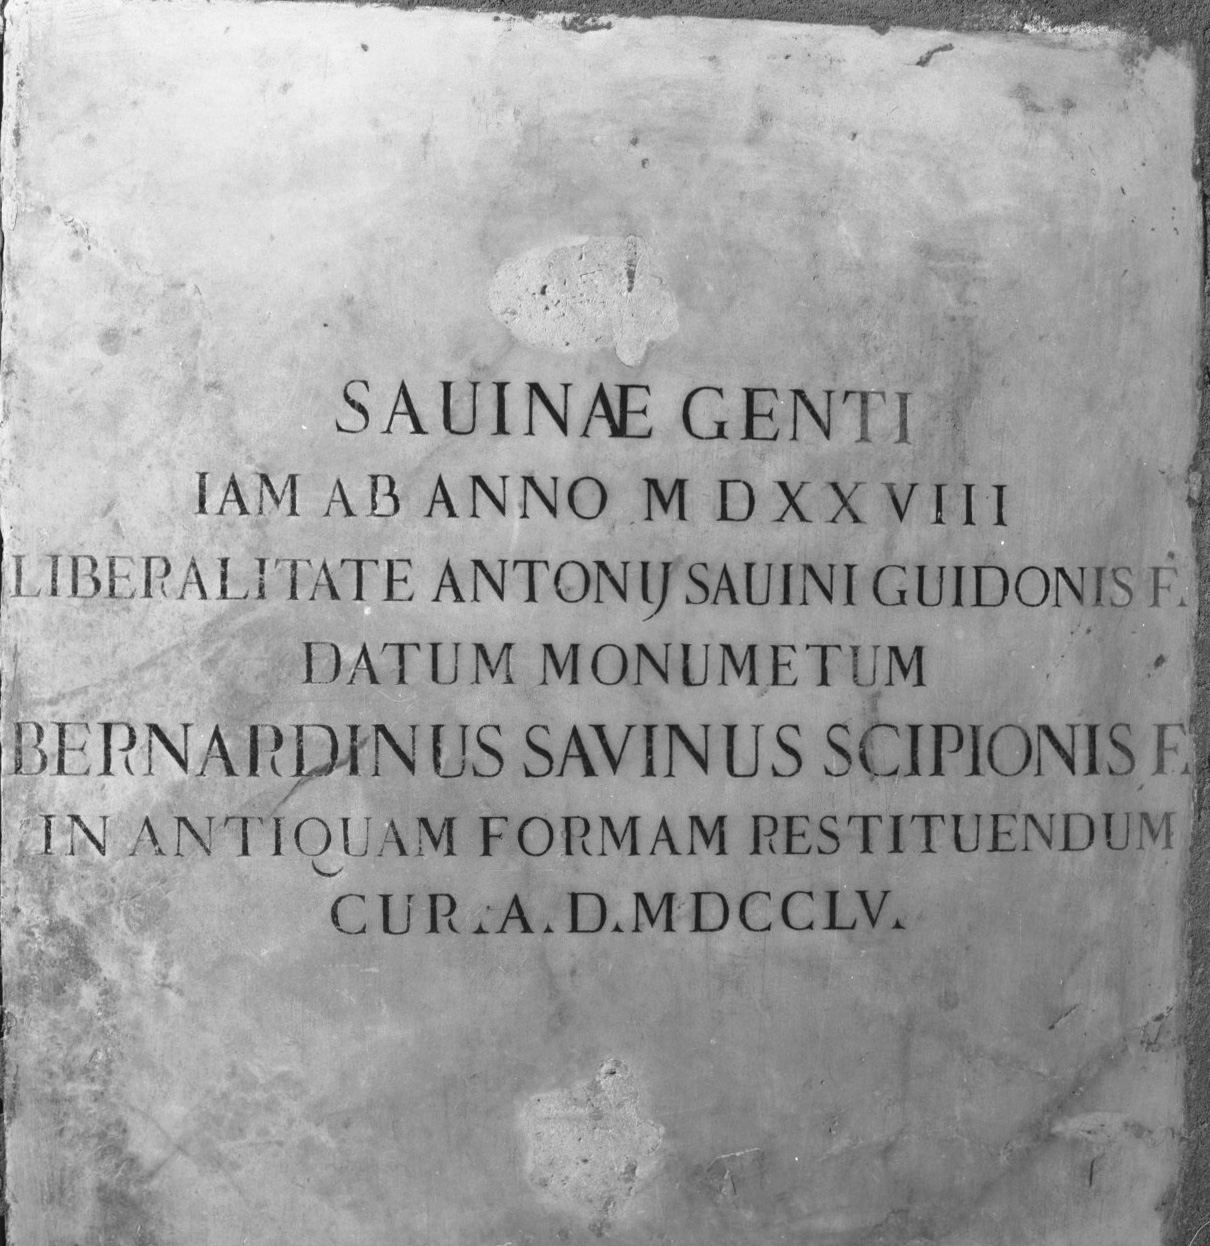 SAUINÆ GENTI
IAM AB ANNO M DXXVIII
LIBERALITATE ANTONIJ SAUINI GUIDONIS F.
DATUM MONUMETUM
BERNARDINUS SAVINUS SCIPIONIS F.
IN ANTIQUAM FORMAM RESTITUENDUM
CUR.A.D.MDCCLV.